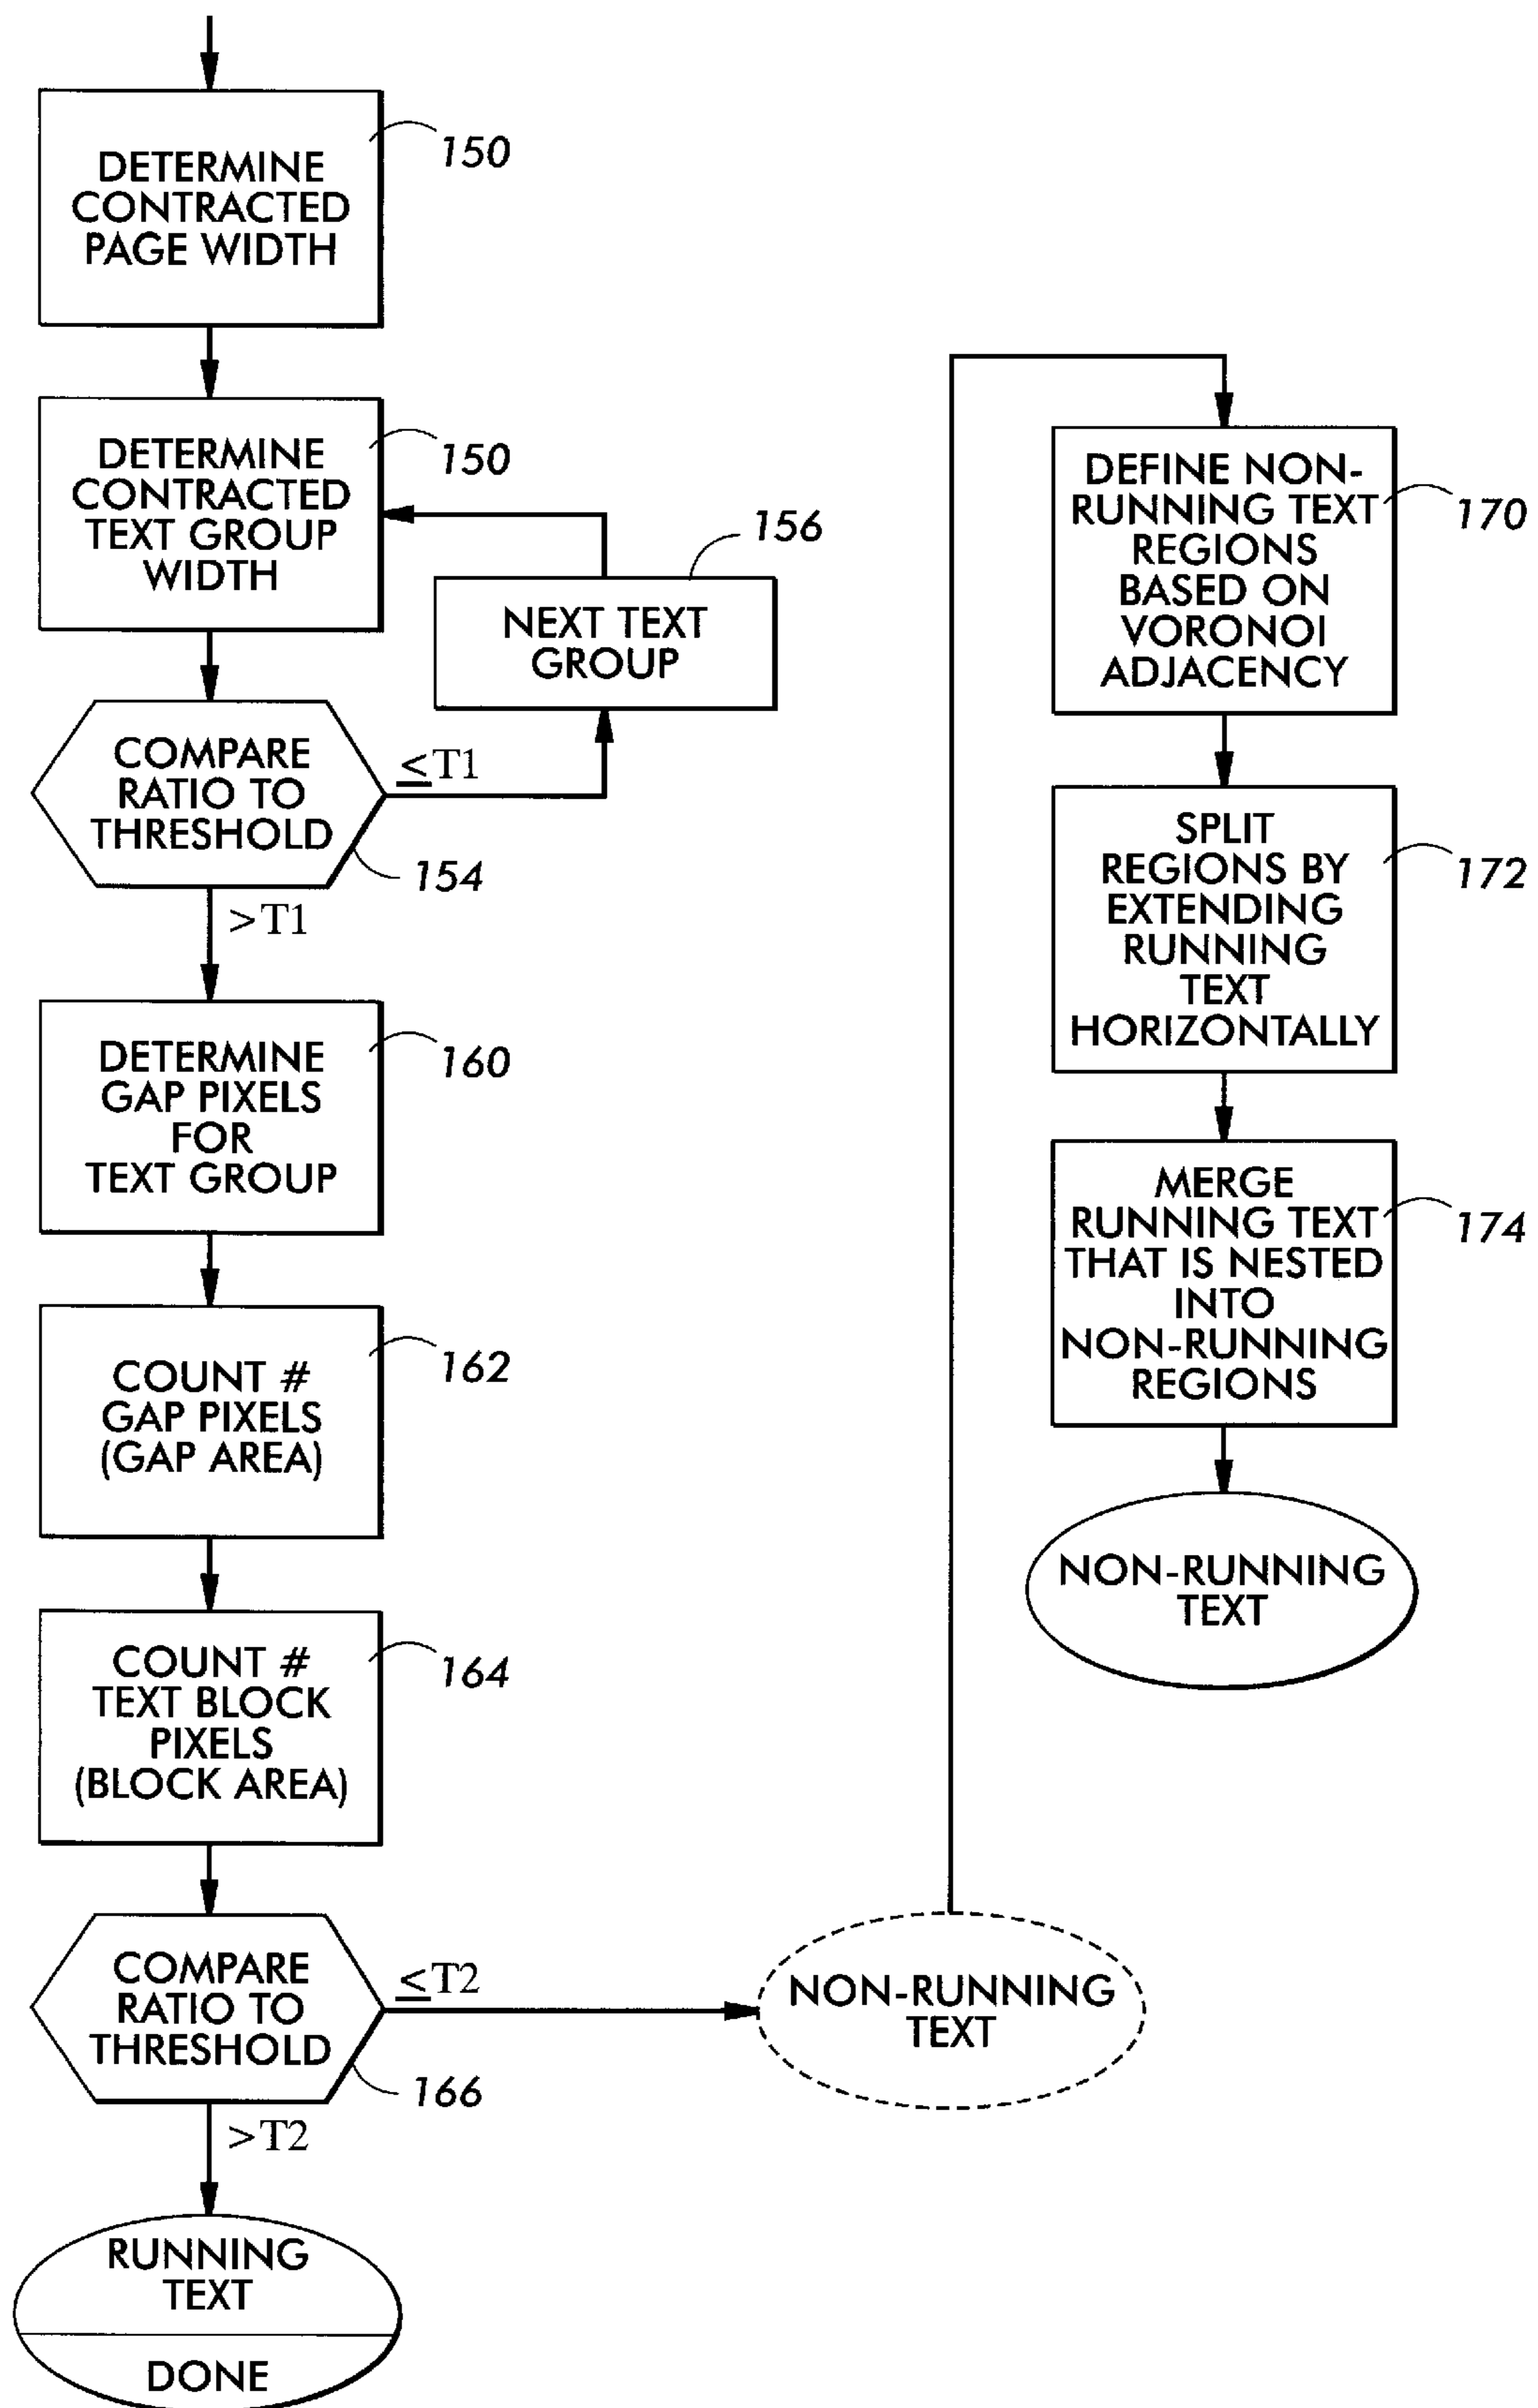 DETERMINE
CONTRACTED
PAGE WIDTH
150
DETERMINE
CONTRACTED
TEXT GROUP
WIDTH
150
156
NEXT TEXT
GROUP
COMPARE
RATIO TO
THRESHOLD
≤T1
154
>T1
DETERMINE
GAP PIXELS
FOR
TEXT GROUP
160
COUNT #
GAP PIXELS
(GAP AREA)
162
COUNT #
TEXT BLOCK
PIXELS
(BLOCK AREA)
164
COMPARE
RATIO TO
THRESHOLD
≤T2
166
>T2
RUNNING
TEXT
DONE
NON-RUNNING
TEXT
DEFINE NON-
RUNNING TEXT
REGIONS
BASED ON
VORONOI
ADJACENCY
170
SPLIT
REGIONS BY
EXTENDING
RUNNING
TEXT
HORIZONTALLY
172
MERGE
RUNNING TEXT
THAT IS NESTED
INTO
NON-RUNNING
REGIONS
174
NON-RUNNING
TEXT